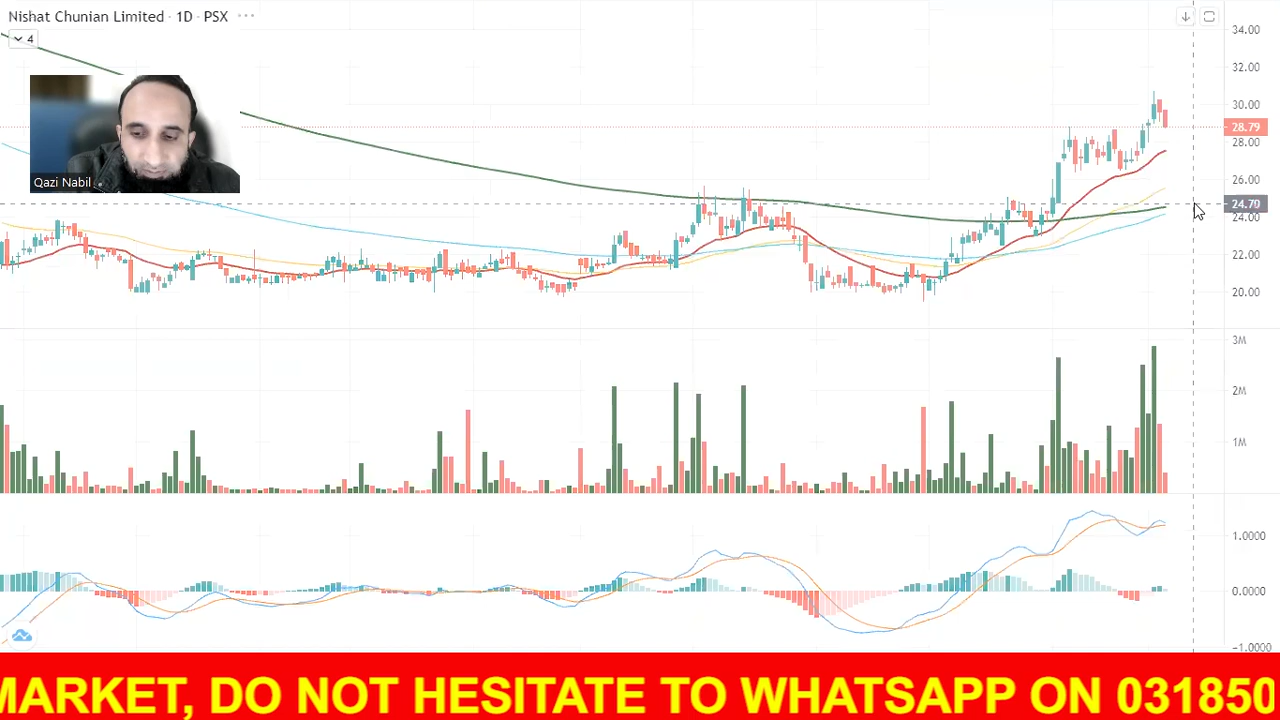 Nishat Chunian Limited · 1D · PSX ···
4
Qazi Nabil
34.00
32.00
30.00
28.79
28.00
26.00
24.70
24.00
22.00
20.00
3M
2M
1M
1.0000
0.0000
−1.0000
MARKET, DO NOT HESITATE TO WHATSAPP ON 031850